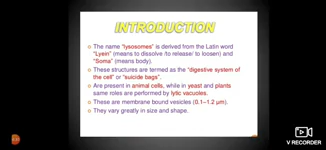 INTRODUCTION
The name "lysosomes" is derived from the Latin word
"Lyein" (means to dissolve /to release/ to loosen) and
"Soma" (means body).
These structures are termed as the "digestive system of
the cell" or "suicide bags".
Are present in animal cells, while in yeast and plants
same roles are performed by lytic vacuoles.
These are membrane bound vesicles (0.1–1.2 µm).
They vary greatly in size and shape.
V RECORDER